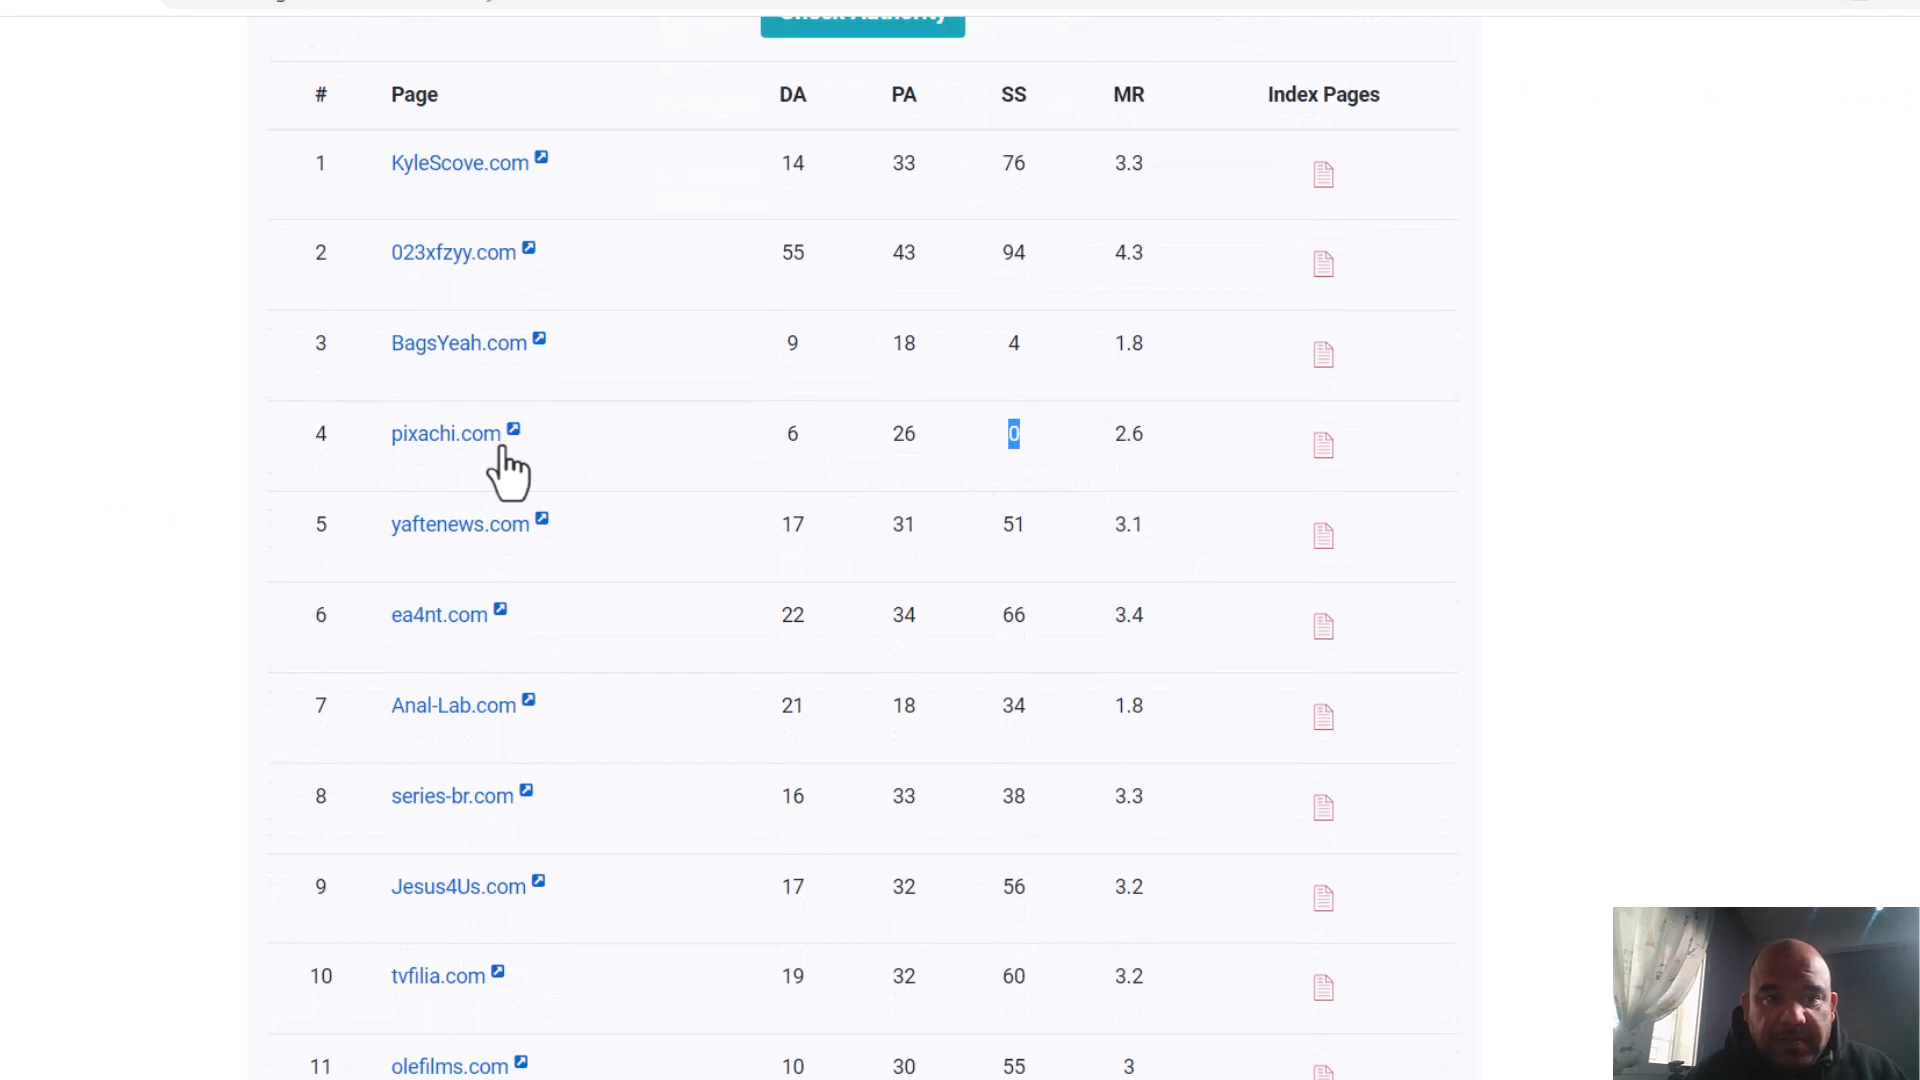 Check Authority
# Page DA PA SS MR Index Pages
1 KyleScove.com 14 33 76 3.3
2 023xfzyy.com 55 43 94 4.3
3 BagsYeah.com 9 18 4 1.8
4 pixachi.com 6 26 0 2.6
5 yaftenews.com 17 31 51 3.1
6 ea4nt.com 22 34 66 3.4
7 Anal-Lab.com 21 18 34 1.8
8 series-br.com 16 33 38 3.3
9 Jesus4Us.com 17 32 56 3.2
10 tvfilia.com 19 32 60 3.2
11 olefilms.com 10 30 55 3